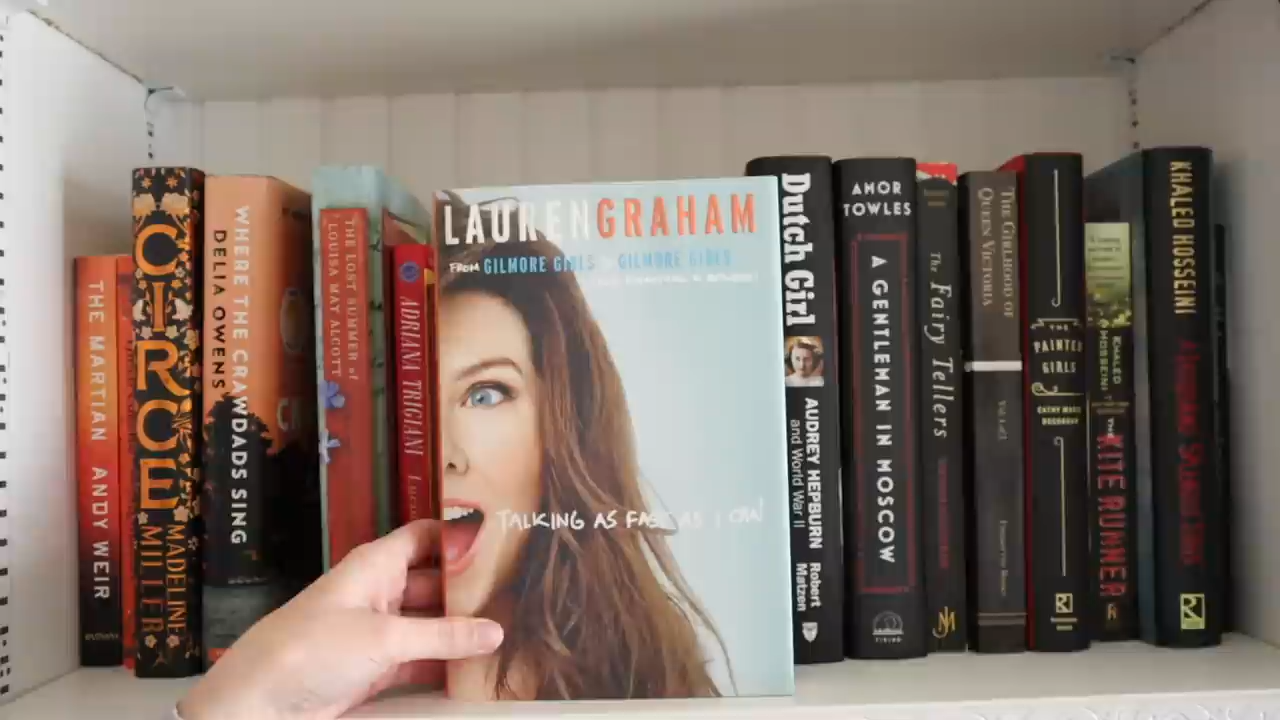 THE MARTIAN ANDY WEIR
CIRCE
MADELINE MILLER
WHERE THE CRAWDADS SING
DELIA OWENS
THE LOST SUMMER of
LOUISA MAY ALCOTT
ADRIANA TRIGIANI
LAUREN GRAHAM
FROM GILMORE GIRLS TO GILMORE GIRLS
TALKING AS FAST AS I CAN
Dutch Girl
AUDREY HEPBURN
and World War II
Robert
Matzen
AMOR
TOWLES
A GENTLEMAN IN MOSCOW
The Fairy Tellers
THE GIRLHOOD OF
QUEEN VICTORIA
THE
PAINTED
GIRLS
CATHY MARIE
BUCHANAN
KHALED
HOSSEINI
THE KITE RUNNER
KHALED HOSSEINI